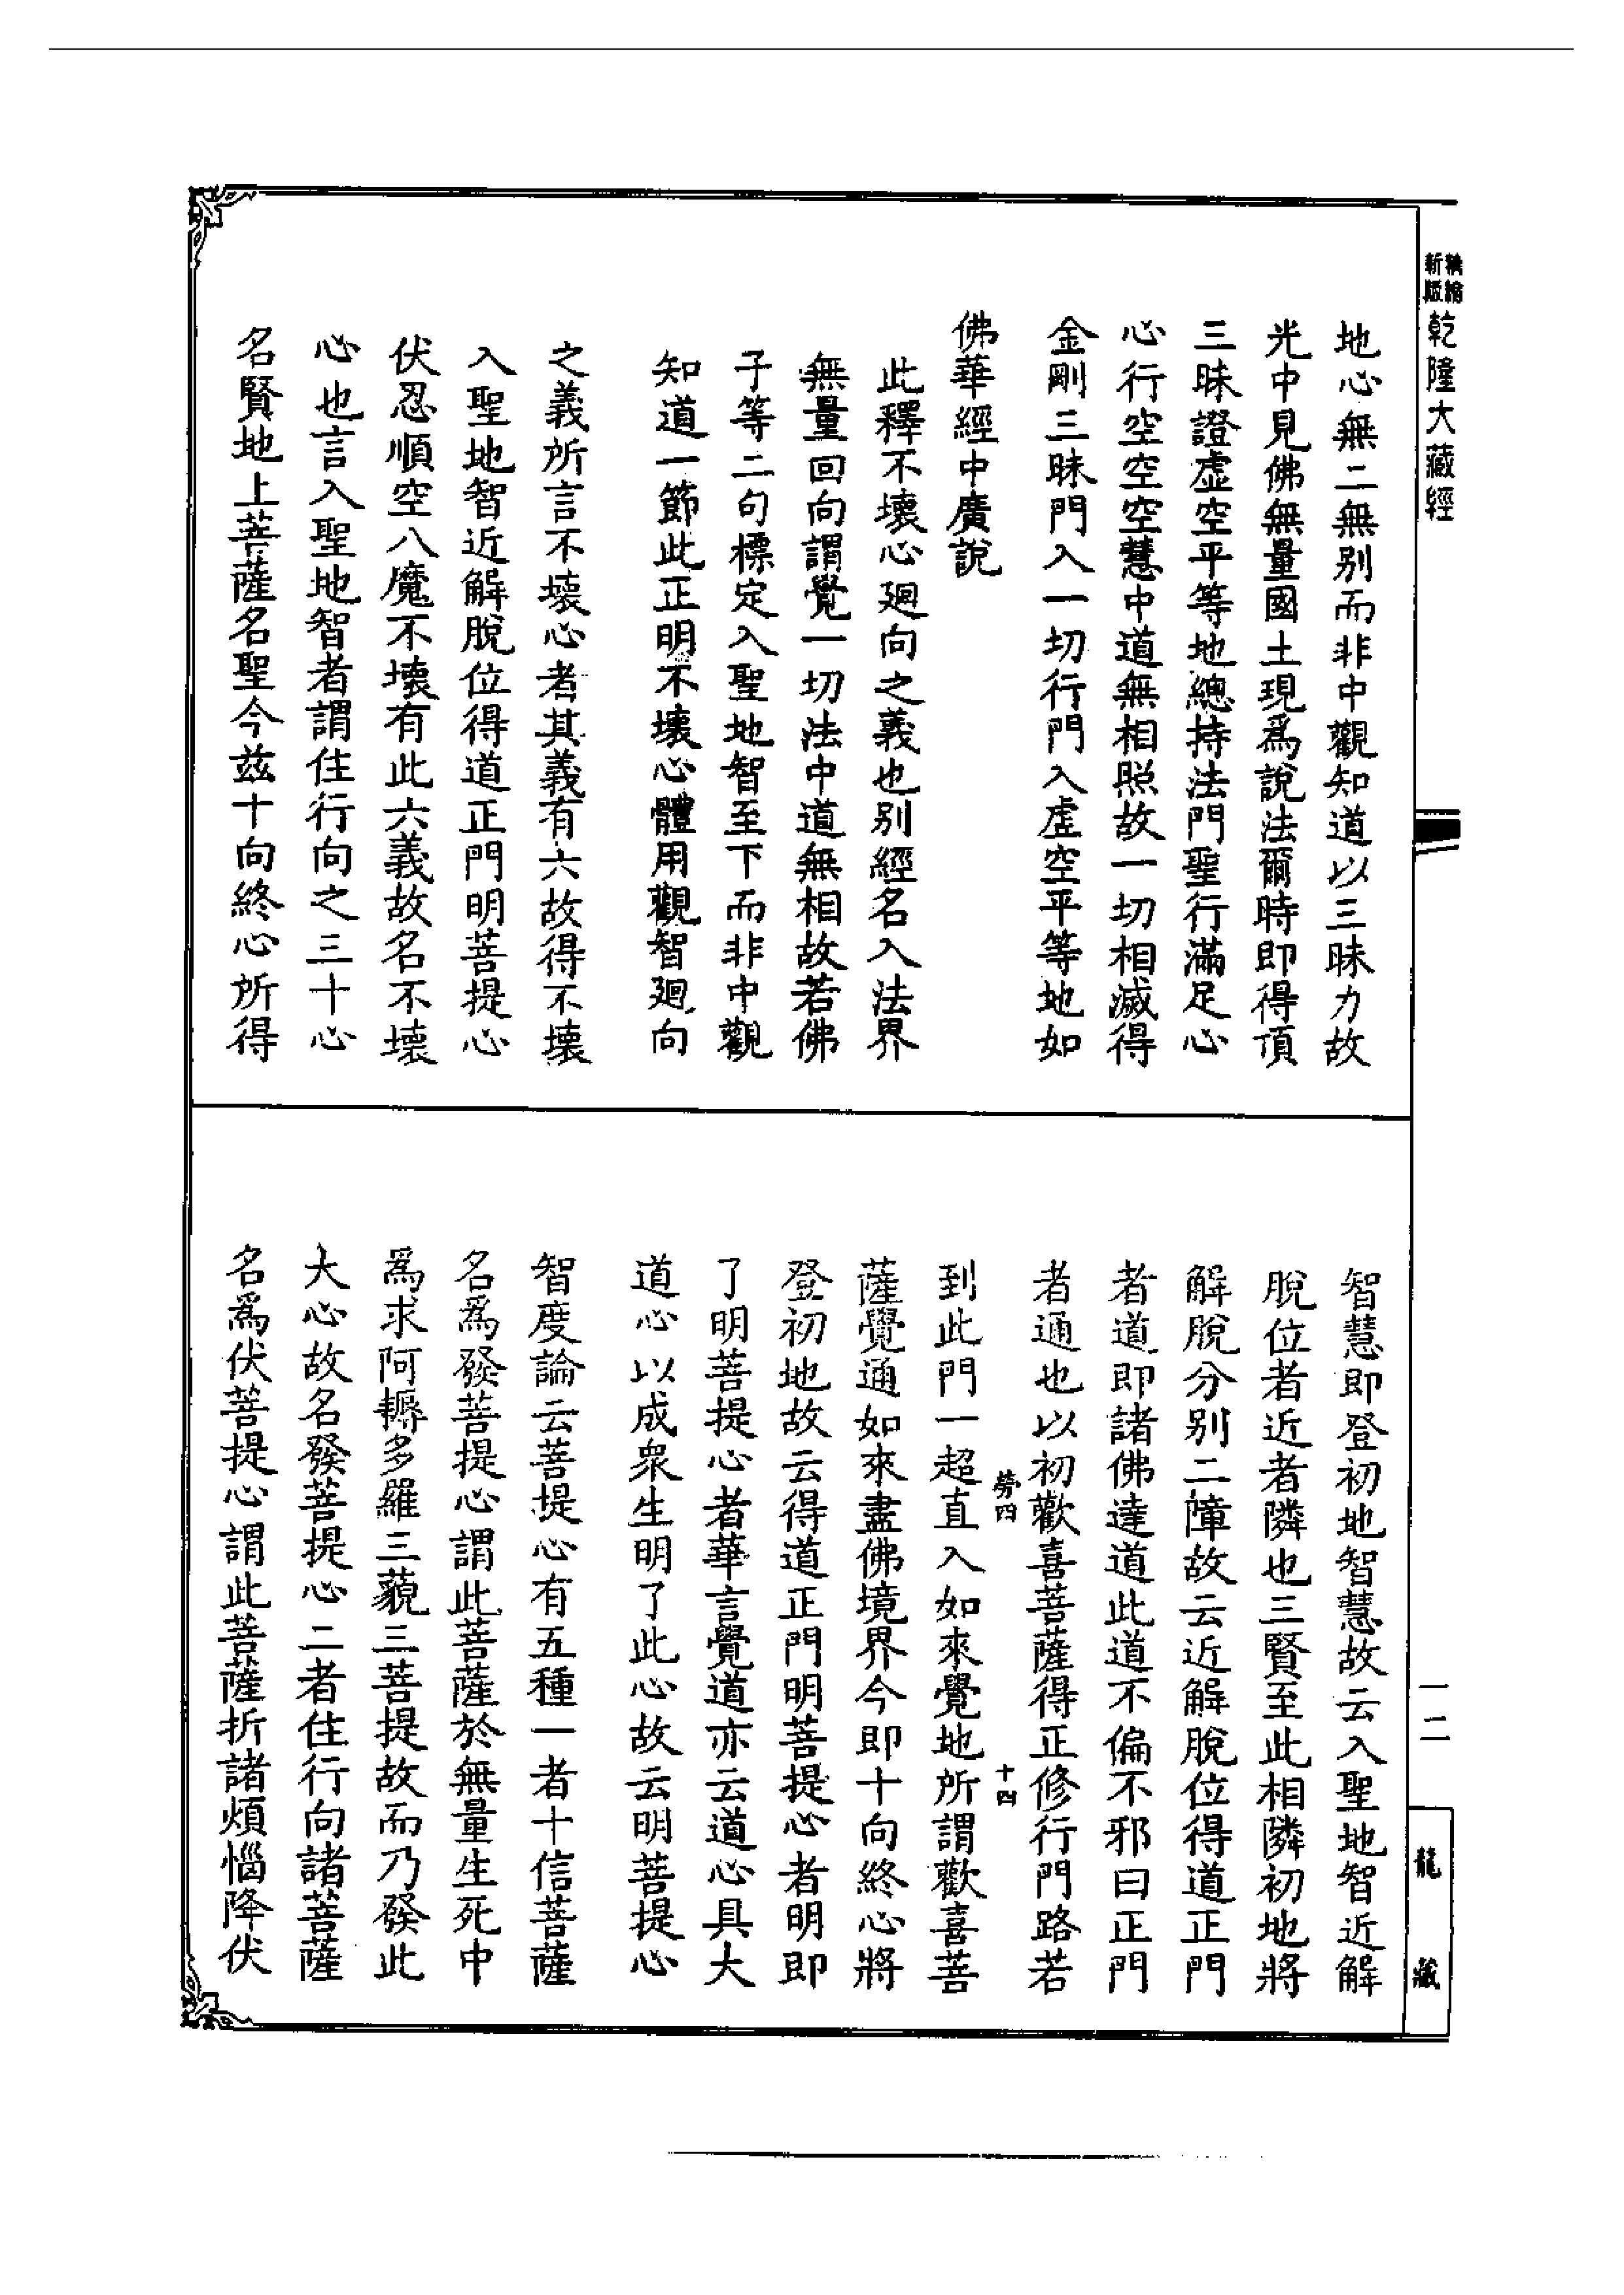 精縮
新版
乾隆大藏經
地心無二無别而非中觀知道以三昧力故
光中見佛無量國土現爲說法爾時即得頂
三昧證虛空平等地總持法門聖行滿足心
心行空空空慧中道無相照故一切相滅得
金剛三昧門入一切行門入虛空平等地如
佛華經中廣說
此釋不壞心廻向之義也别經名入法界
無量回向謂覺一切法中道無相故若佛
子等二句標定入聖地智至下而非中觀
知道一節此正明不壞心體用觀智廻向
之義所言不壞心者其義有六故得不壞
入聖地智近解脫位得道正門明菩提心
伏忍順空八魔不壞有此六義故名不壞
心也言入聖地智者謂住行向之三十心
名賢地上菩薩名聖今兹十向終心所得
智慧即登初地智慧故云入聖地智近解
脫位者近者隣也三賢至此相隣初地將
解脫分别二障故云近解脫位得道正門
者道即諸佛達道此道不偏不邪曰正門
者通也以初歡喜菩薩得正修行門路若
勞四
十四
到此門一超直入如來覺地所謂歡喜菩
薩覺通如來盡佛境界今即十向終心將
登初地故云得道正門明菩提心者明即
了明菩提心者華言覺道亦云道心具大
道心以成衆生明了此心故云明菩提心
智度論云菩提心有五種一者十信菩薩
名爲發菩提心謂此菩薩於無量生死中
爲求阿耨多羅三藐三菩提故而乃發此
大心故名發菩提心二者住行向諸菩薩
名爲伏菩提心謂此菩薩折諸煩惱降伏
一二
龍
藏